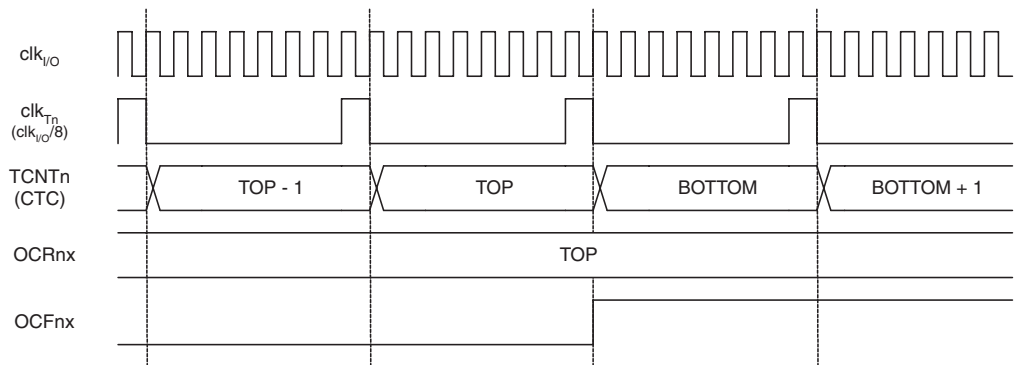 clkI/O
clkTn
(clkI/O/8)
TCNTn
(CTC)
TOP - 1
TOP
BOTTOM
BOTTOM + 1
OCRnx
TOP
OCFnx